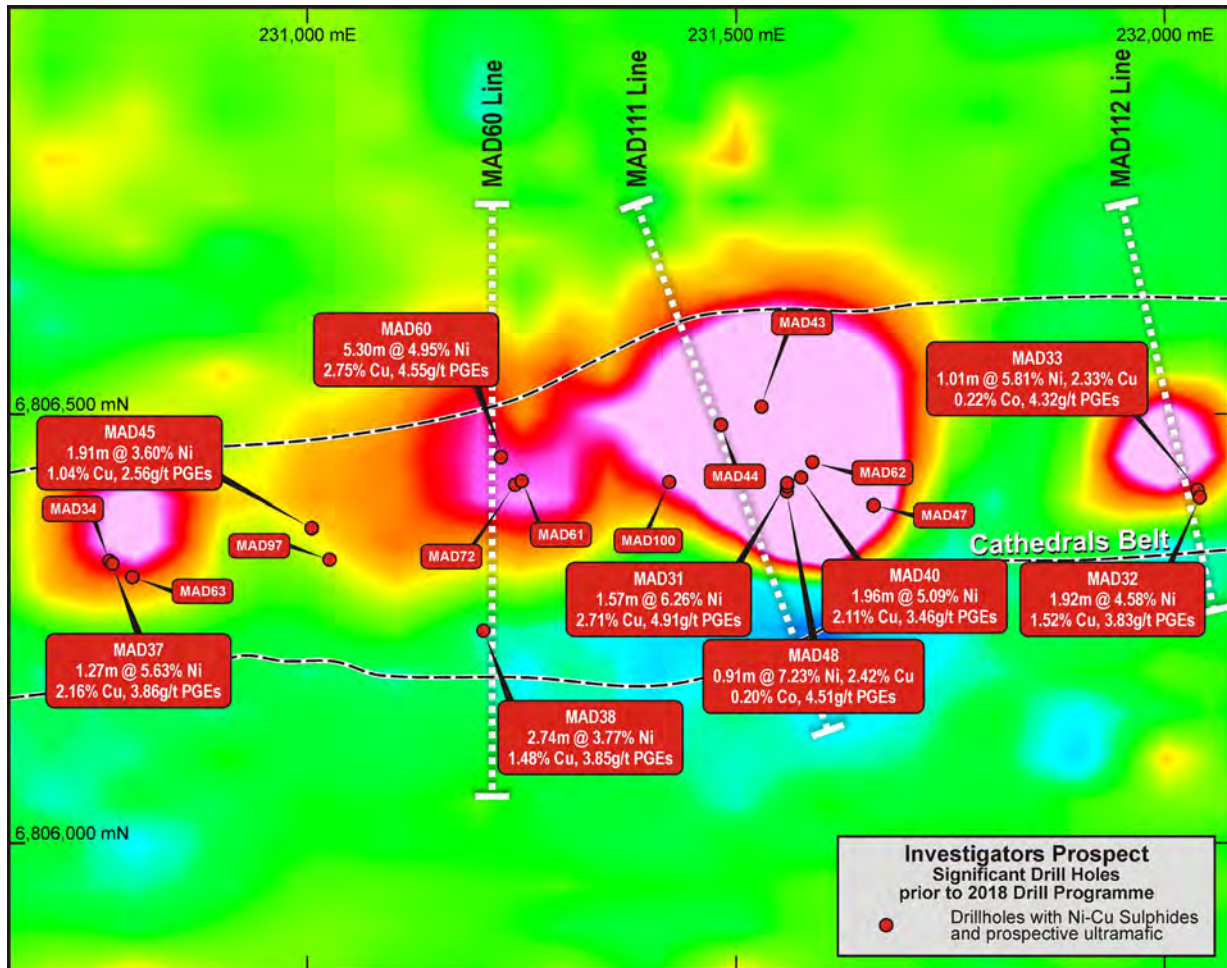 231,000 mE
231,500 mE
232,000 mE
MAD60 Line
MAD111 Line
MAD112 Line
MAD60
5.30m @ 4.95% Ni
2.75% Cu, 4.55g/t PGEs
MAD43
MAD33
1.01m @ 5.81% Ni, 2.33% Cu
0.22% Co, 4.32g/t PGEs
6,806,500 mN
MAD45
1.91m @ 3.60% Ni
1.04% Cu, 2.56g/t PGEs
MAD44
MAD62
MAD34
MAD47
MAD61
MAD100
MAD97
MAD72
Cathedrals Belt
MAD63
MAD31
1.57m @ 6.26% Ni
2.71% Cu, 4.91g/t PGEs
MAD40
1.96m @ 5.09% Ni
2.11% Cu, 3.46g/t PGEs
MAD32
1.92m @ 4.58% Ni
1.52% Cu, 3.83g/t PGEs
MAD37
1.27m @ 5.63% Ni
2.16% Cu, 3.86g/t PGEs
MAD48
0.91m @ 7.23% Ni, 2.42% Cu
0.20% Co, 4.51g/t PGEs
MAD38
2.74m @ 3.77% Ni
1.48% Cu, 3.85g/t PGEs
6,806,000 mN
Investigators Prospect
Significant Drill Holes
prior to 2018 Drill Programme
Drillholes with Ni-Cu Sulphides
and prospective ultramafic